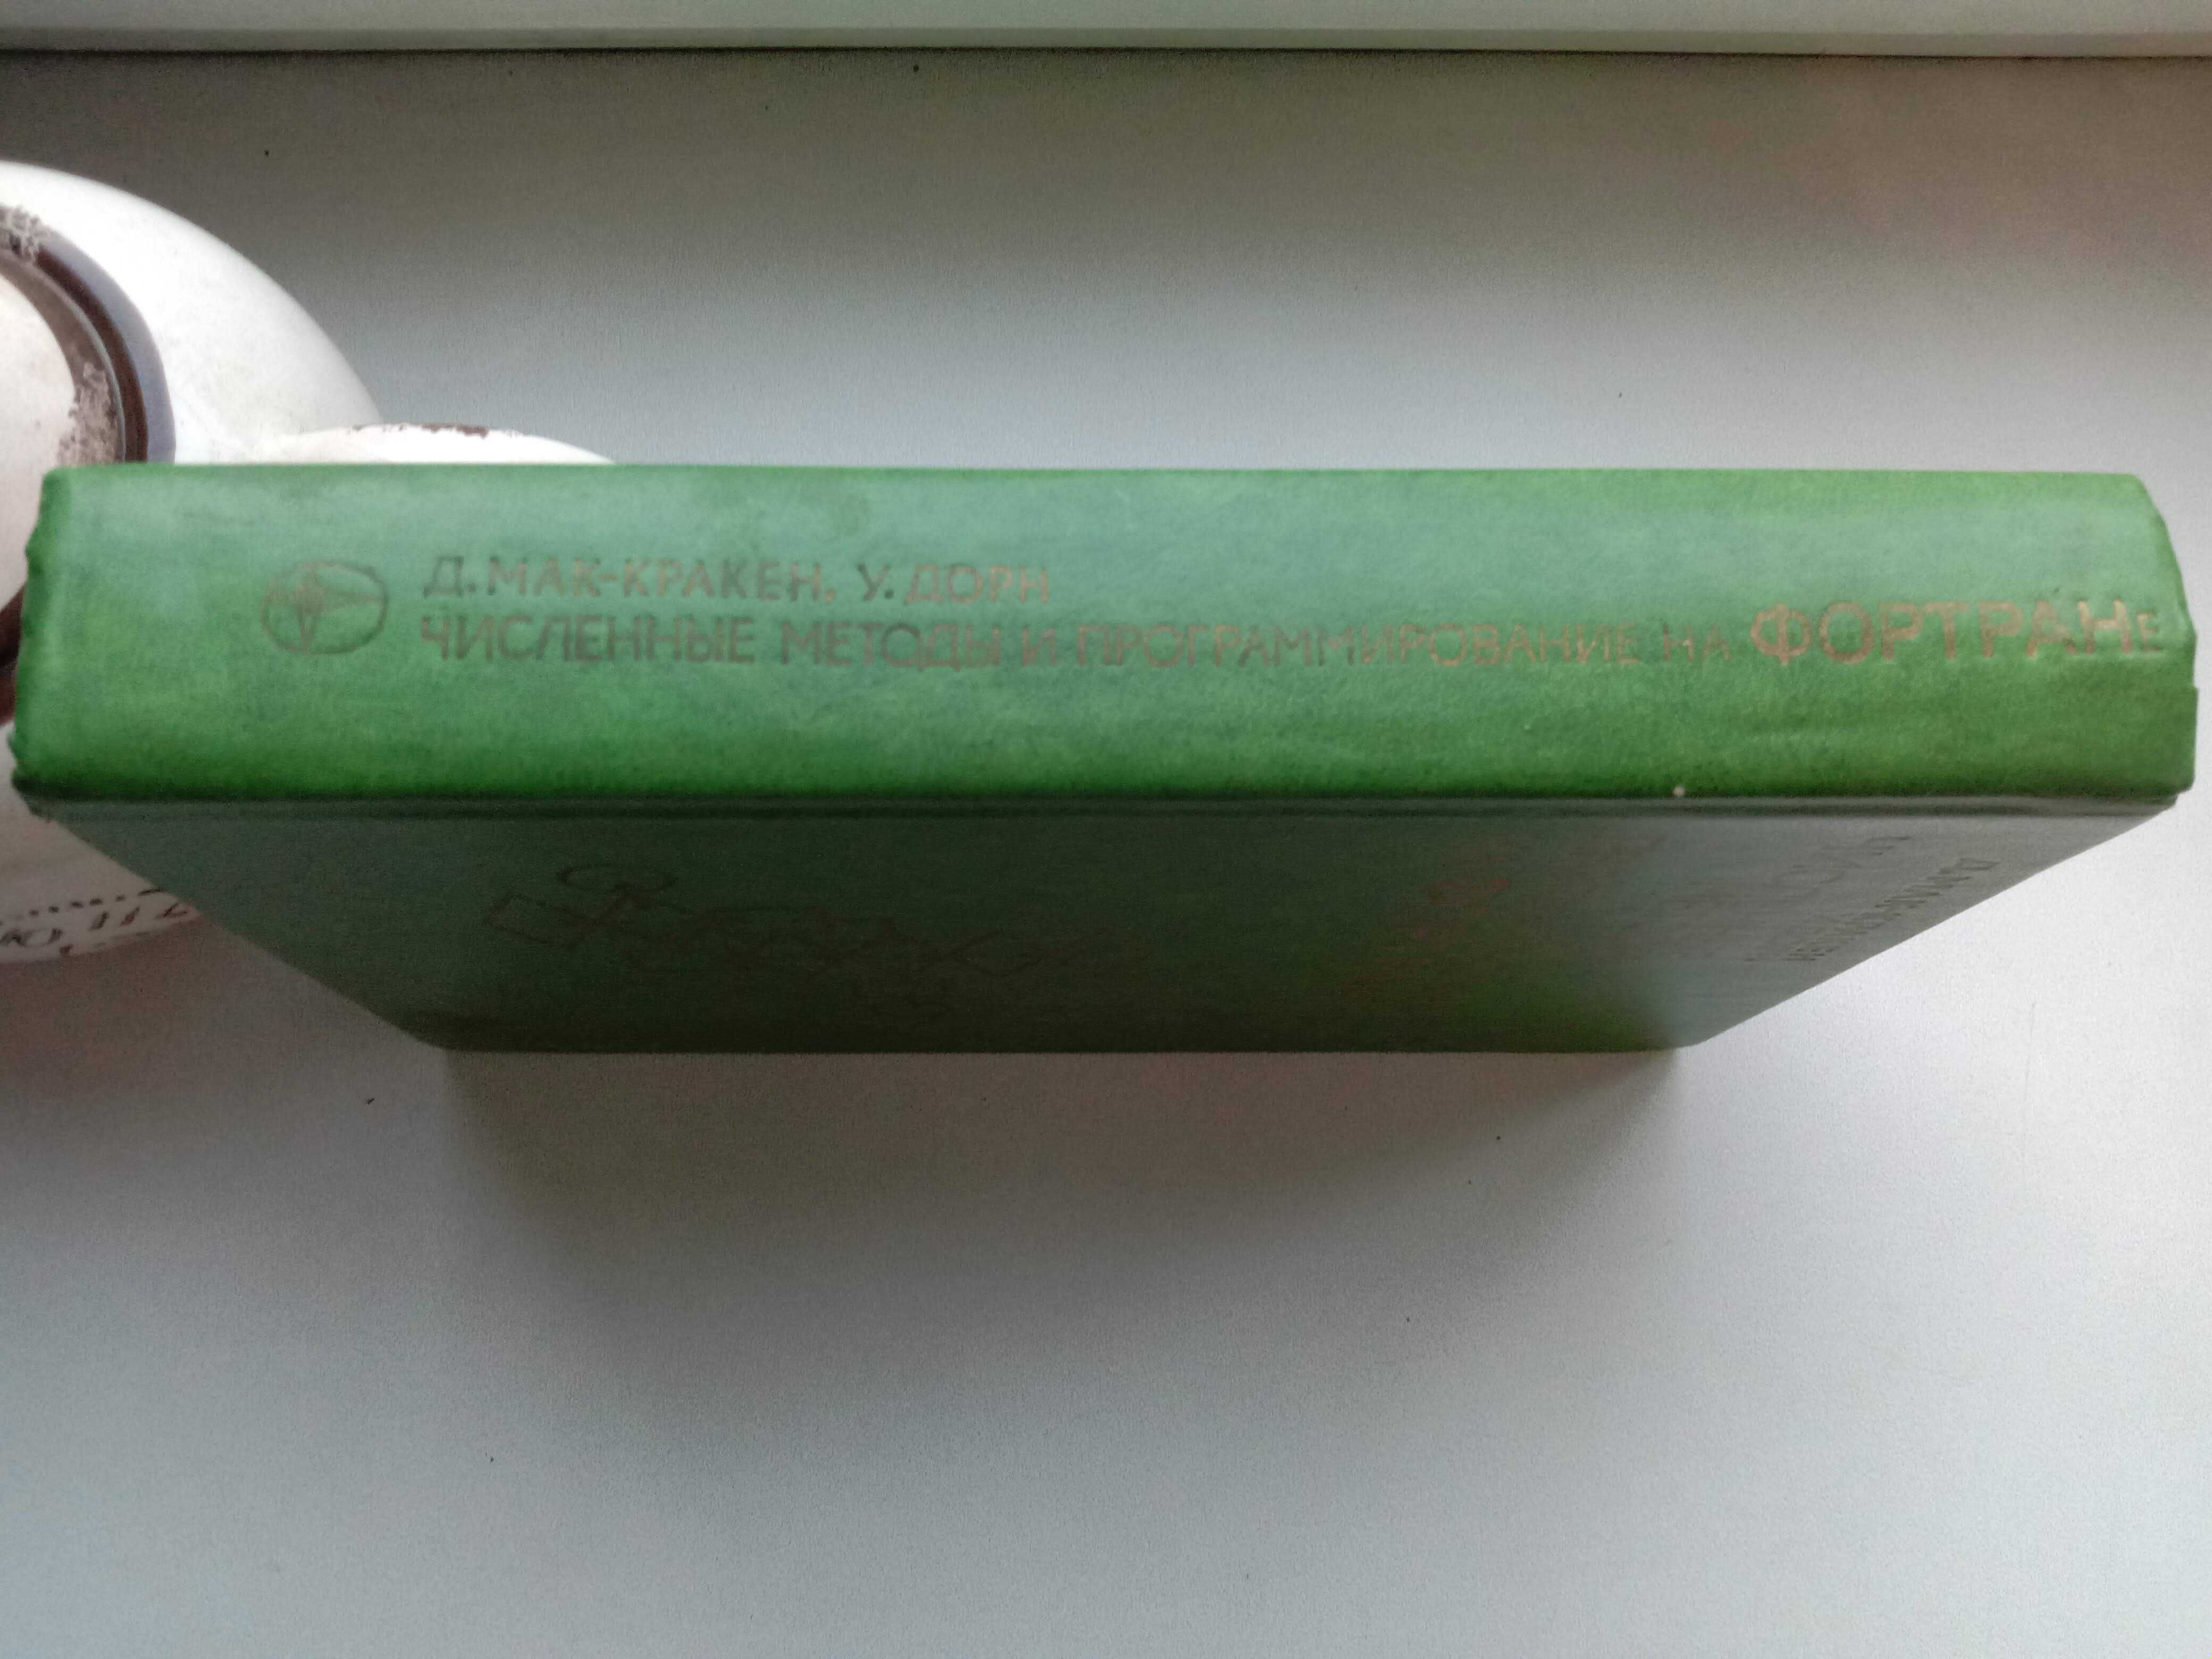 Д. МАК-КРАКЕН, У. ДОРН
ЧИСЛЕННЫЕ МЕТОДЫ И ПРОГРАММИРОВАНИЕ НА ФОРТРАНЕ